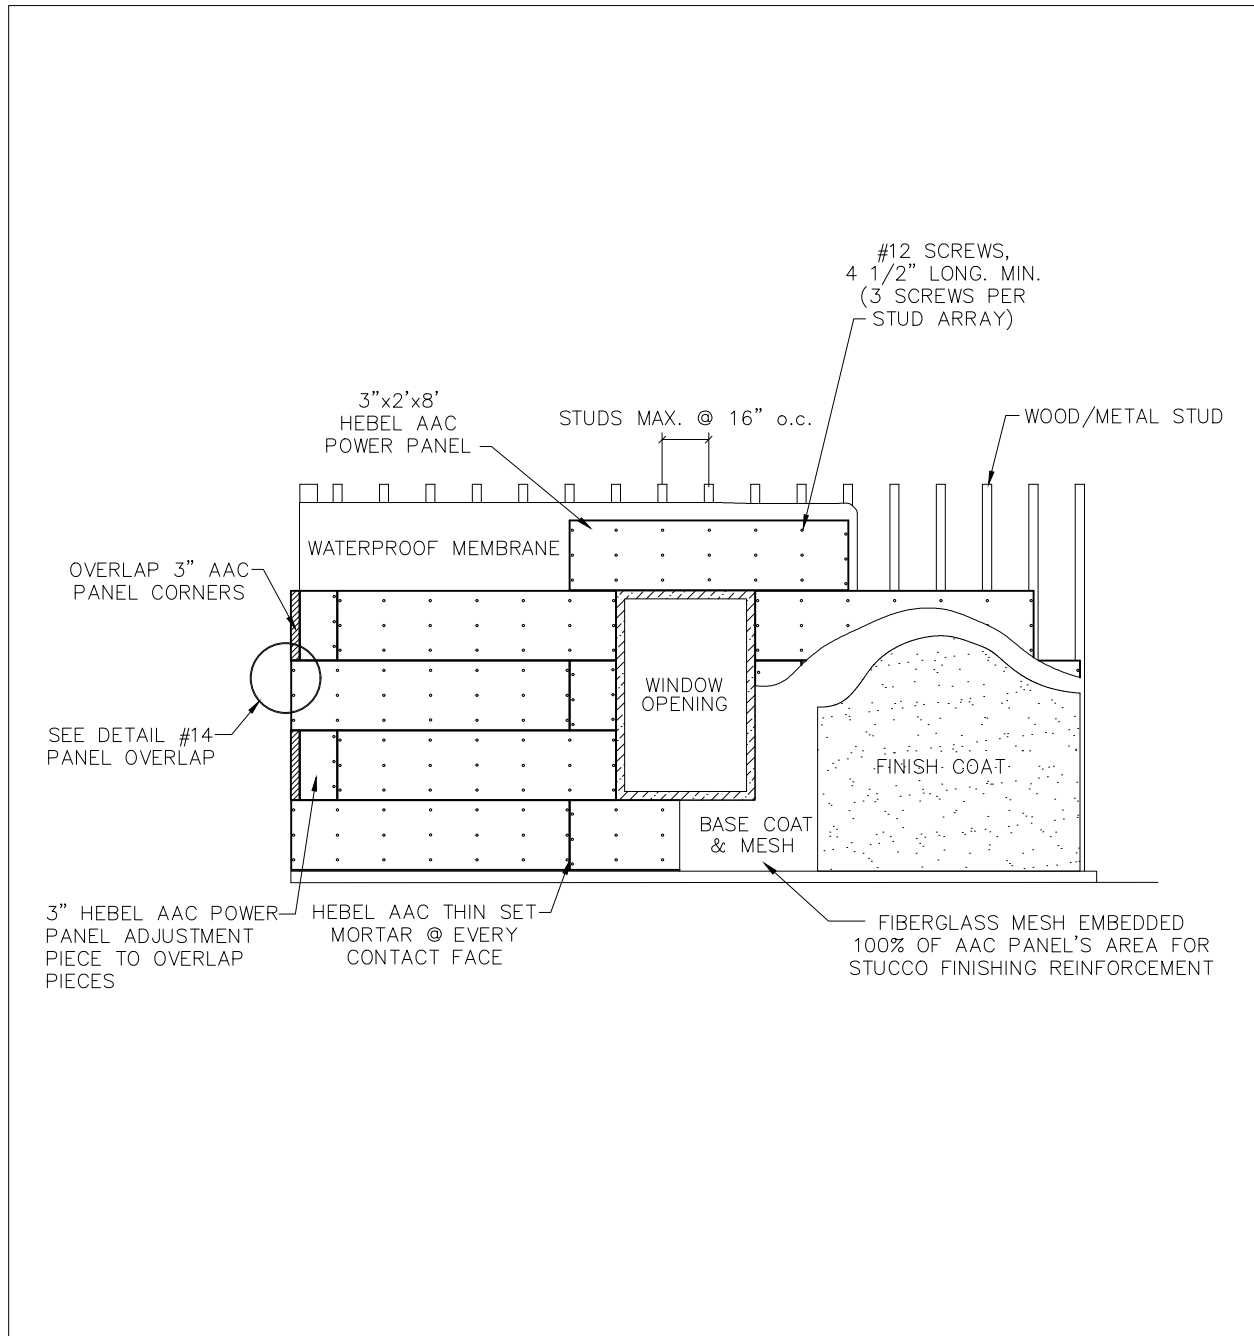 #12 SCREWS,
4 1/2” LONG. MIN.
(3 SCREWS PER
STUD ARRAY)
3”x2'x8'
HEBEL AAC
POWER PANEL
STUDS MAX. @ 16” o.c.
WOOD/METAL STUD
WATERPROOF MEMBRANE
OVERLAP 3” AAC
PANEL CORNERS
WINDOW
OPENING
SEE DETAIL #14
PANEL OVERLAP
FINISH COAT
BASE COAT
& MESH
3” HEBEL AAC POWER
PANEL ADJUSTMENT
PIECE TO OVERLAP
PIECES
HEBEL AAC THIN SET
MORTAR @ EVERY
CONTACT FACE
FIBERGLASS MESH EMBEDDED
100% OF AAC PANEL'S AREA FOR
STUCCO FINISHING REINFORCEMENT